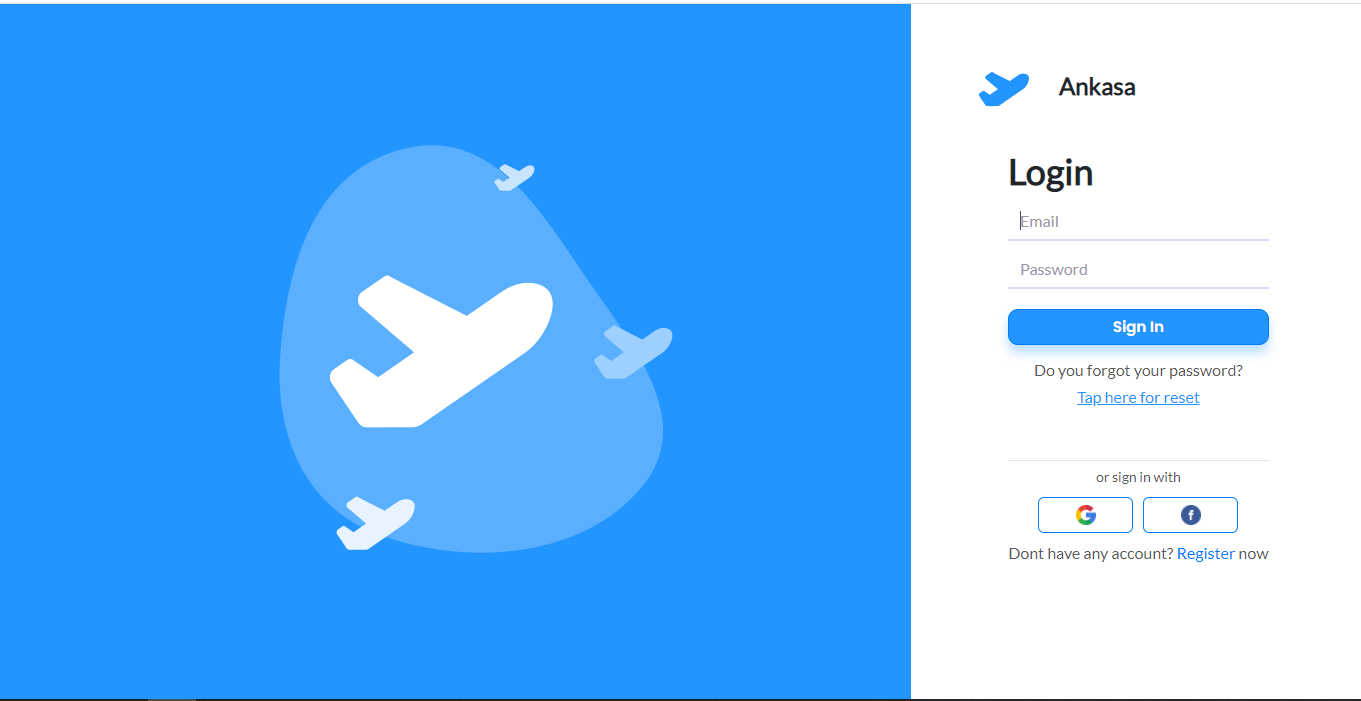 Ankasa
Login
Email
Password
Sign In
Do you forgot your password?
Tap here for reset
or sign in with
Dont have any account? Register now